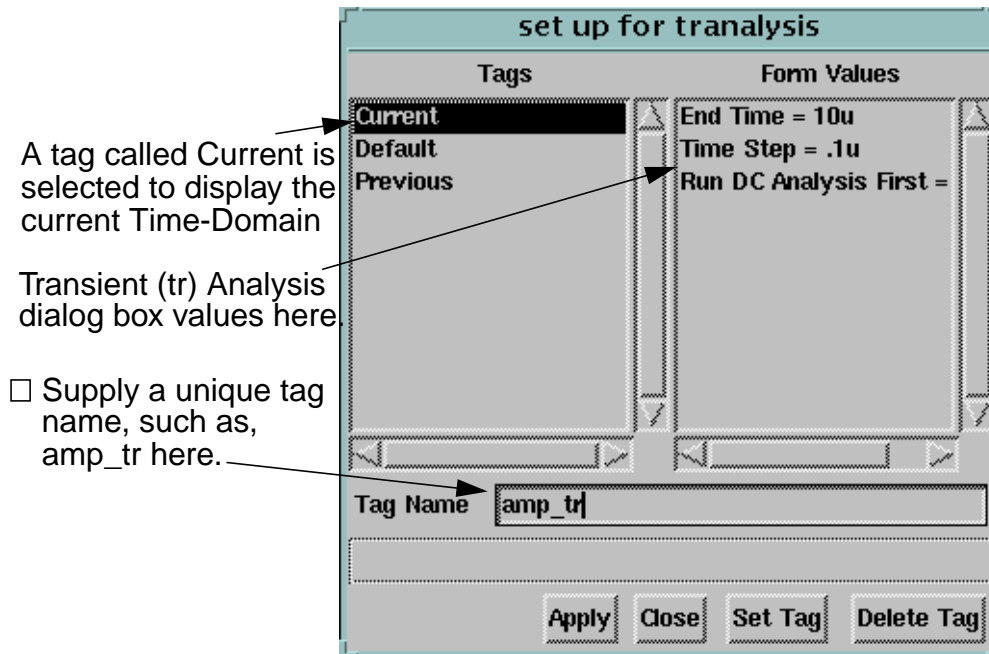 set up for tranalysis
Tags
Form Values
Current
Default
Previous
End Time = 10u
Time Step = .1u
Run DC Analysis First =
A tag called Current is
selected to display the
current Time-Domain
Transient (tr) Analysis
dialog box values here.
Supply a unique tag
name, such as,
amp_tr here.
Tag Name amp_tr
Apply Close Set Tag Delete Tag